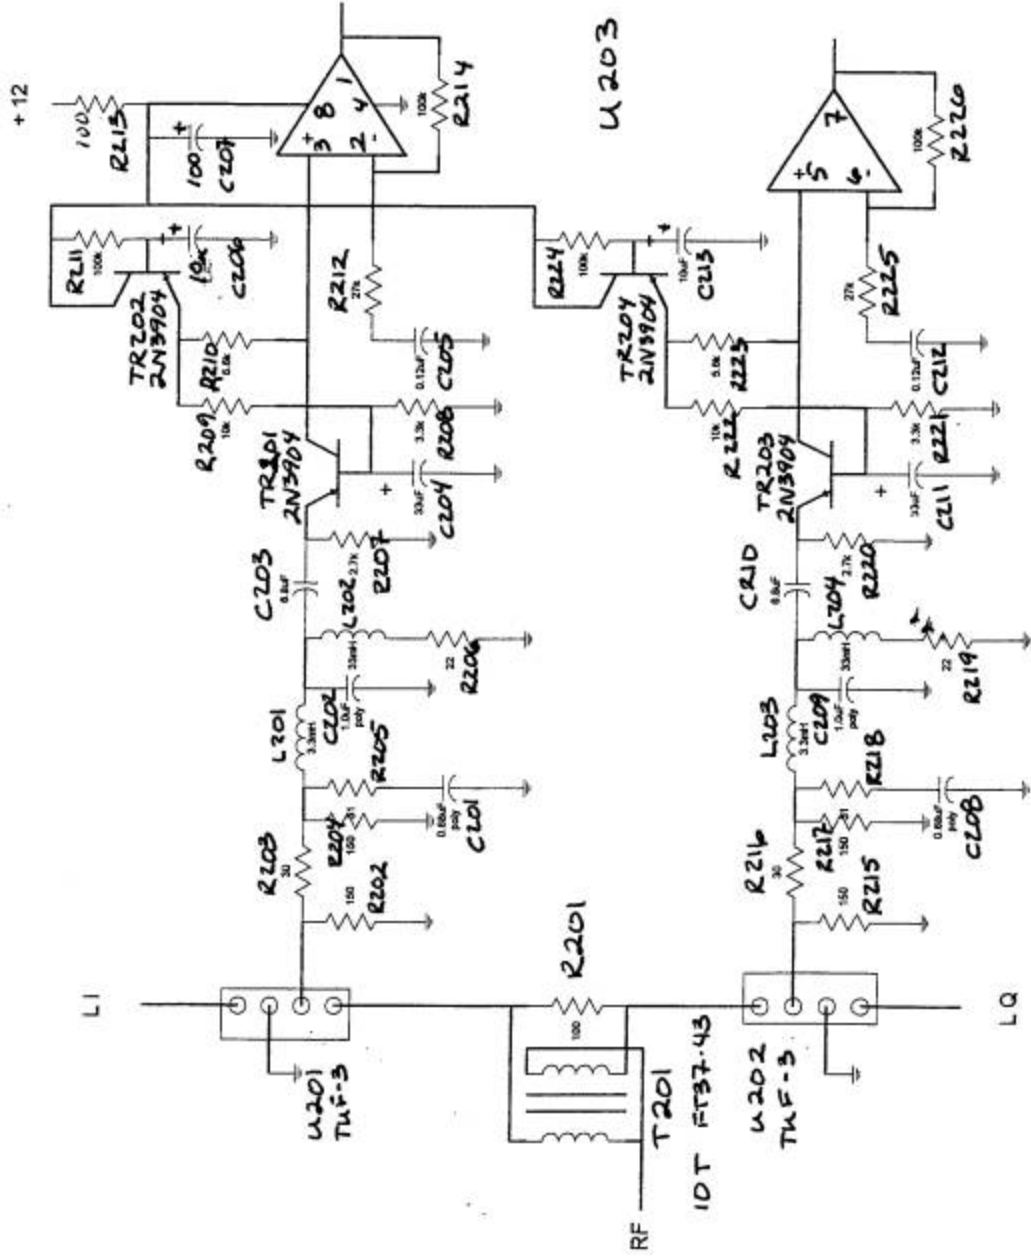 +12
100
R213
100
+
C207
R211
100k
+
10u
C206
TR202
2N3904
R210
5.6k
R209
10k
R212
27k
0.12uF
C205
3.3k
R208
TR201
2N3904
+
33uF
C204
C203
6.8uF
2.7k
R207
L202
33mH
22
R206
L201
3.3mH
C202
1.0uF
poly
R205
51
0.68uF
poly
C201
R204
150
R203
30
150
R202
LI
U201
TUF-3
3 +
2 -
8
4
1
100k
R214
U203
R224
100k
+
10uF
C213
TR204
2N3904
5.6k
R223
10k
R222
27k
R225
0.12uF
C212
3.3k
R221
TR203
2N3904
+
33uF
C211
C210
6.8uF
2.7k
R220
L204
33mH
22
R219
L203
3.3mH
C209
1.0uF
poly
R218
51
0.68uF
poly
C208
R217
150
R216
30
150
R215
+5
6 -
7
100k
R226
R201
100
T201
10T FT37-43
RF
U202
TUF-3
LQ